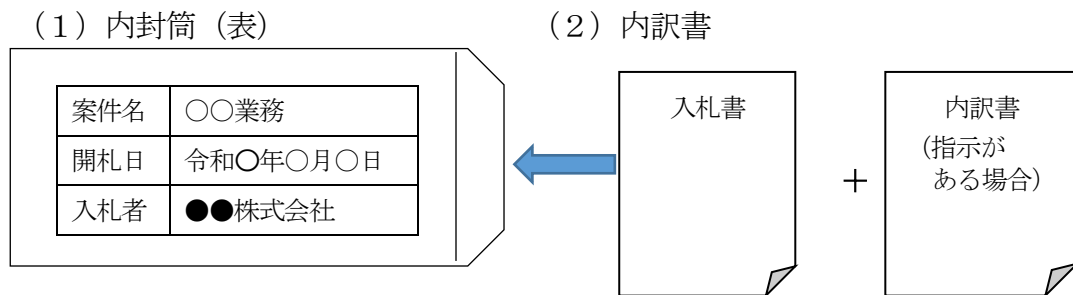 （１）内封筒（表）
（２）内訳書
案件名 ○○業務
開札日 令和○年○月○日
入札者 ●●株式会社
入札書
＋
内訳書
（指示が
ある場合）